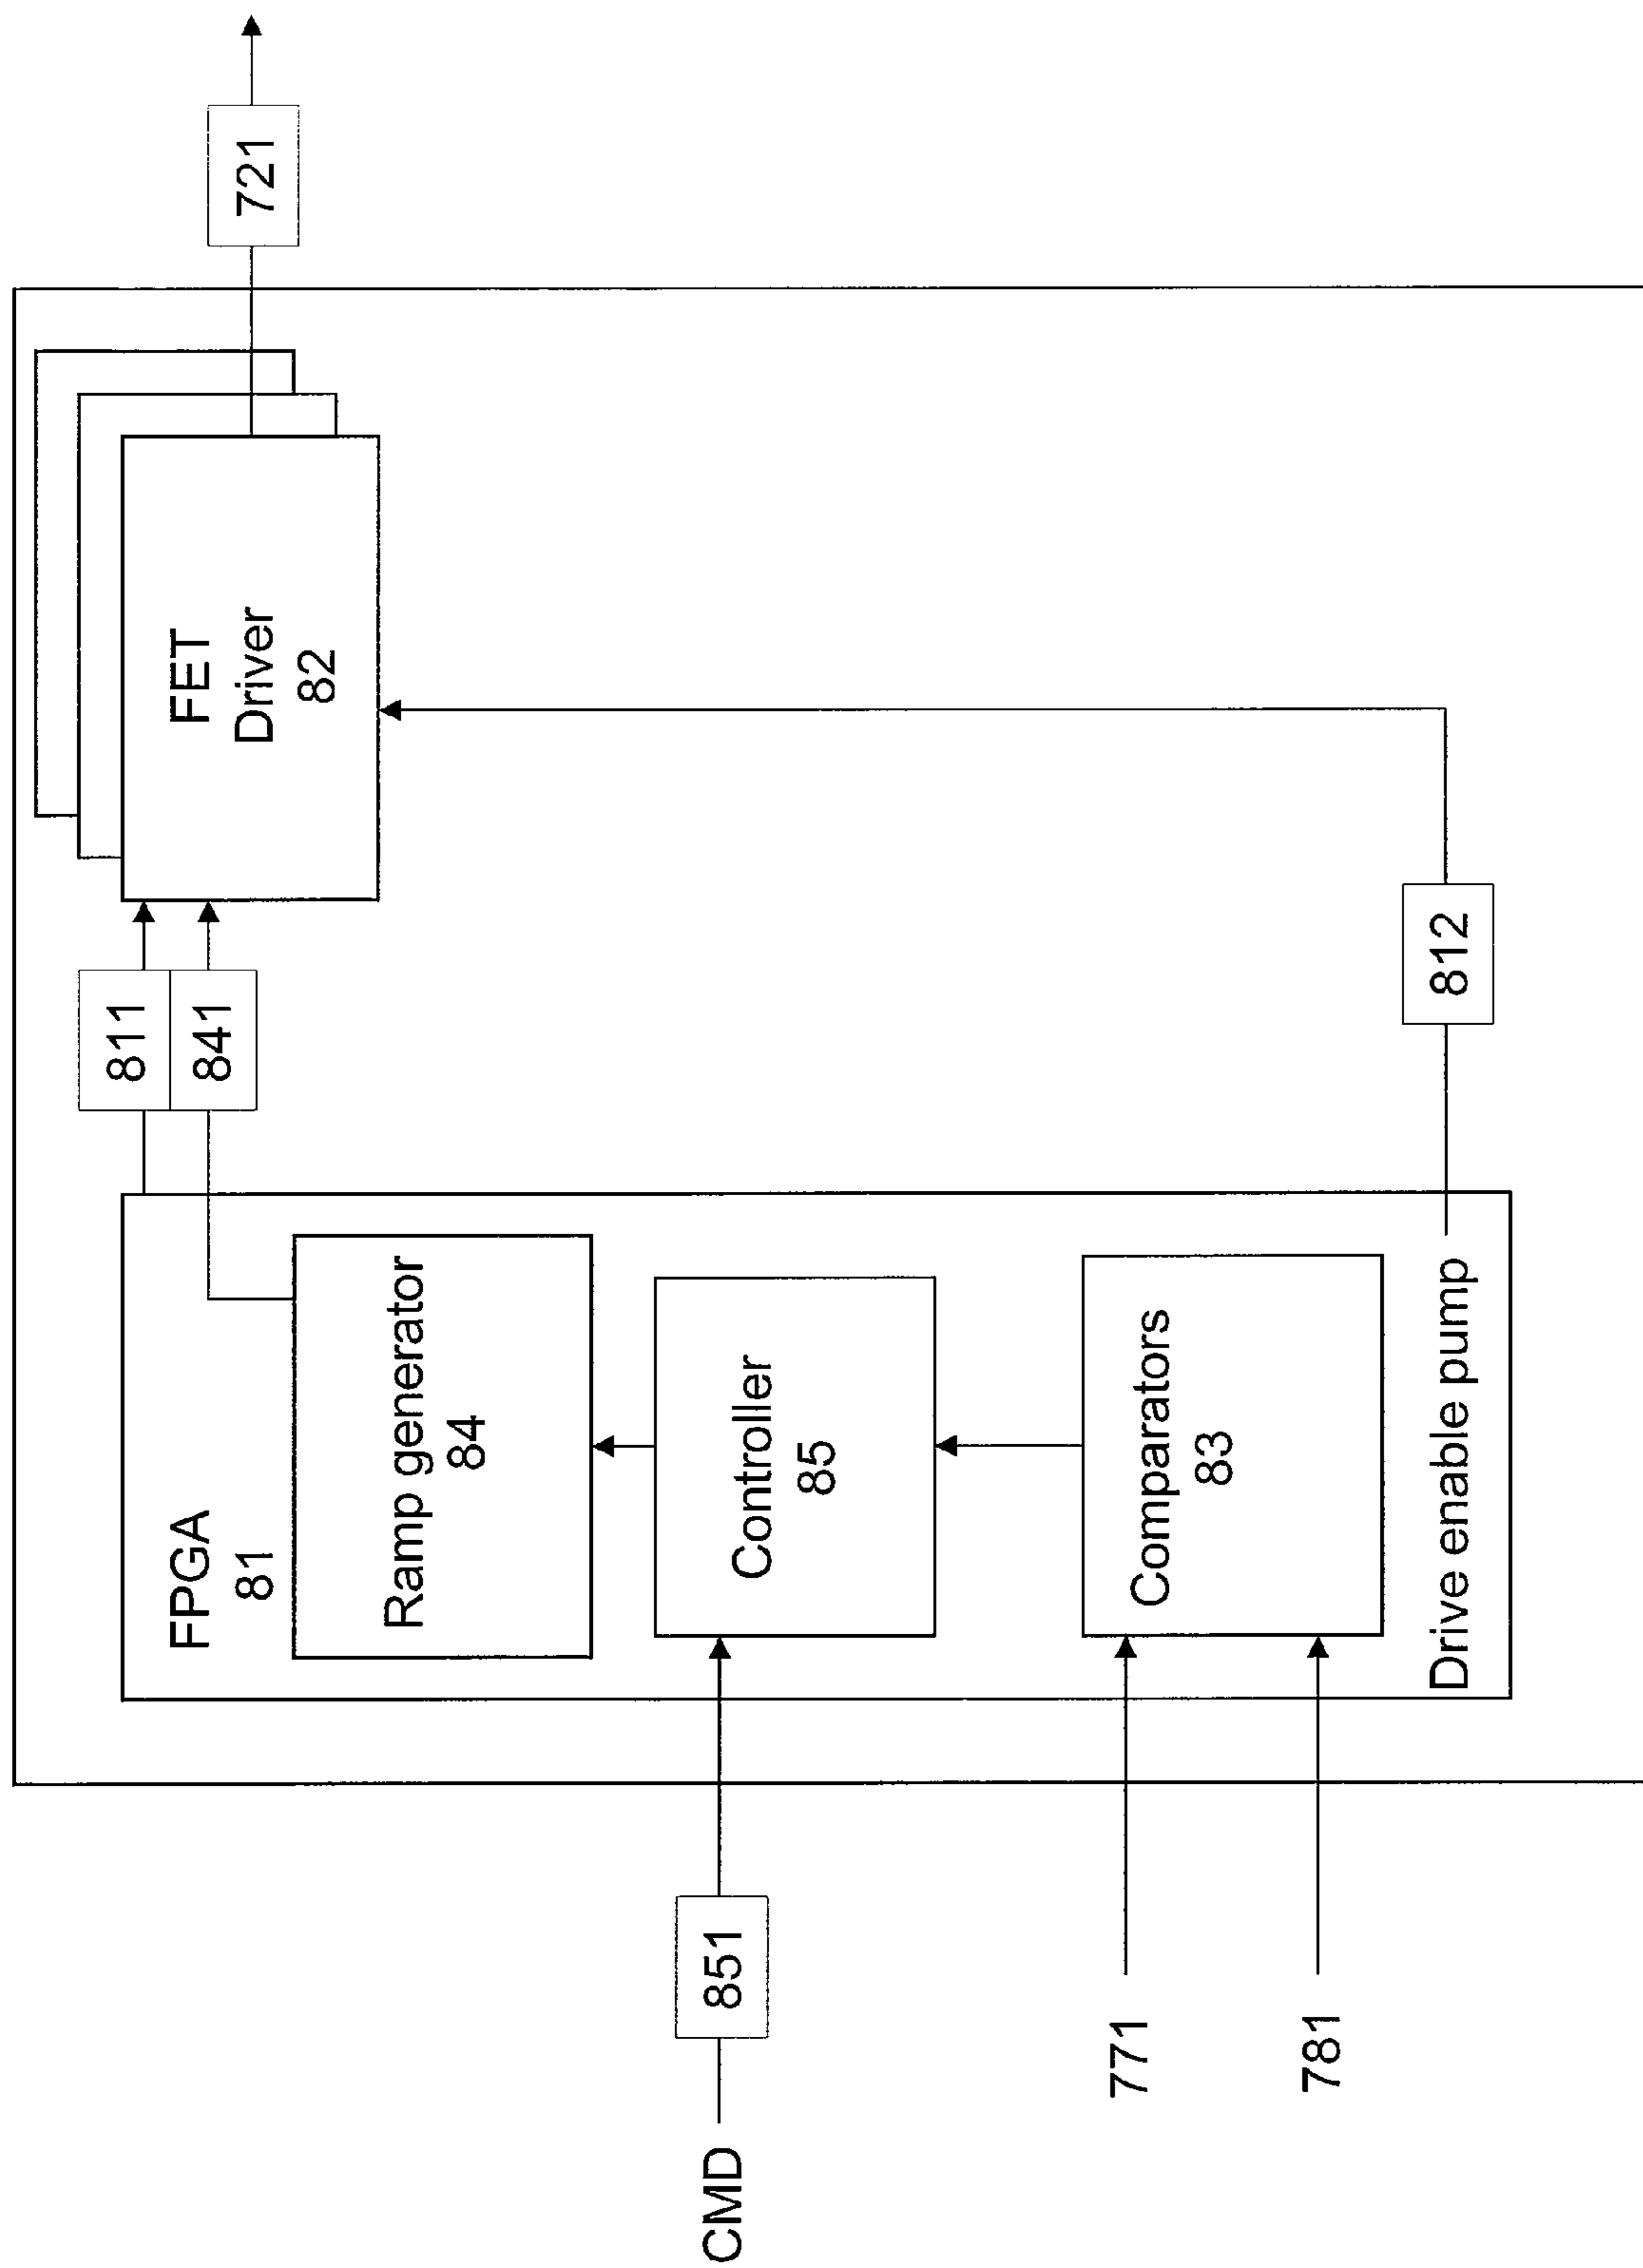 FPGA
81
Ramp generator
84
Controller
85
Comparators
83
Drive enable pump
CMD
851
771
781
811
841
812
FET
Driver
82
721